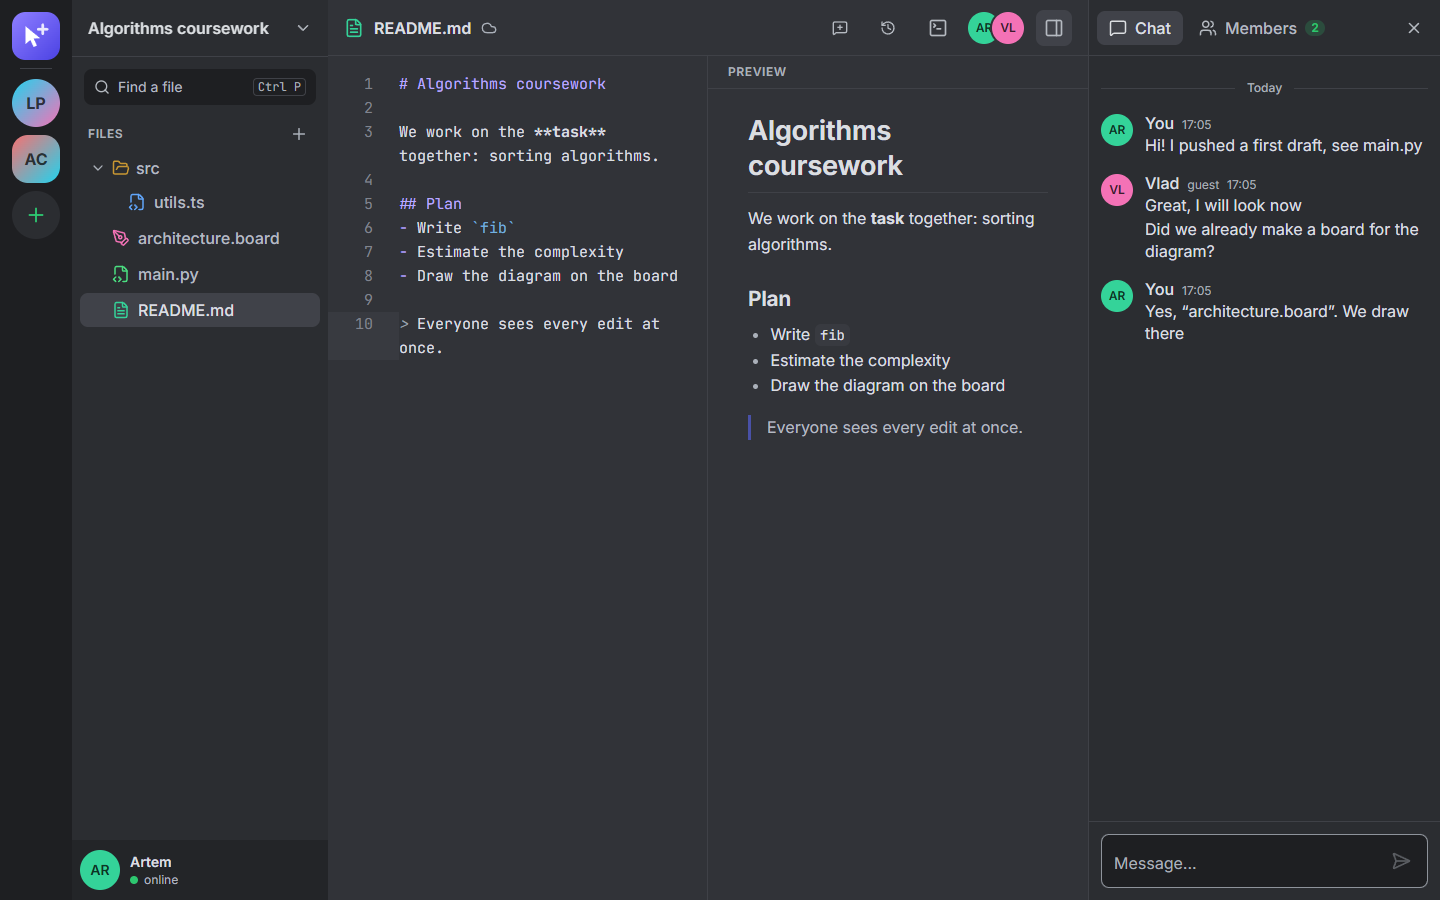 Algorithms coursework
README.md
AR
VL
Chat
Members 2
LP
AC
Find a file
Ctrl P
FILES
src
utils.ts
architecture.board
main.py
README.md
1 # Algorithms coursework
2
3 We work on the **task**
together: sorting algorithms.
4
5 ## Plan
6 - Write `fib`
7 - Estimate the complexity
8 - Draw the diagram on the board
9
10 > Everyone sees every edit at
once.
PREVIEW
Algorithms
coursework
We work on the task together: sorting
algorithms.
Plan
• Write fib
• Estimate the complexity
• Draw the diagram on the board
Everyone sees every edit at once.
Today
AR
You 17:05
Hi! I pushed a first draft, see main.py
VL
Vlad guest 17:05
Great, I will look now
Did we already make a board for the
diagram?
AR
You 17:05
Yes, “architecture.board”. We draw
there
Message...
AR
Artem
online